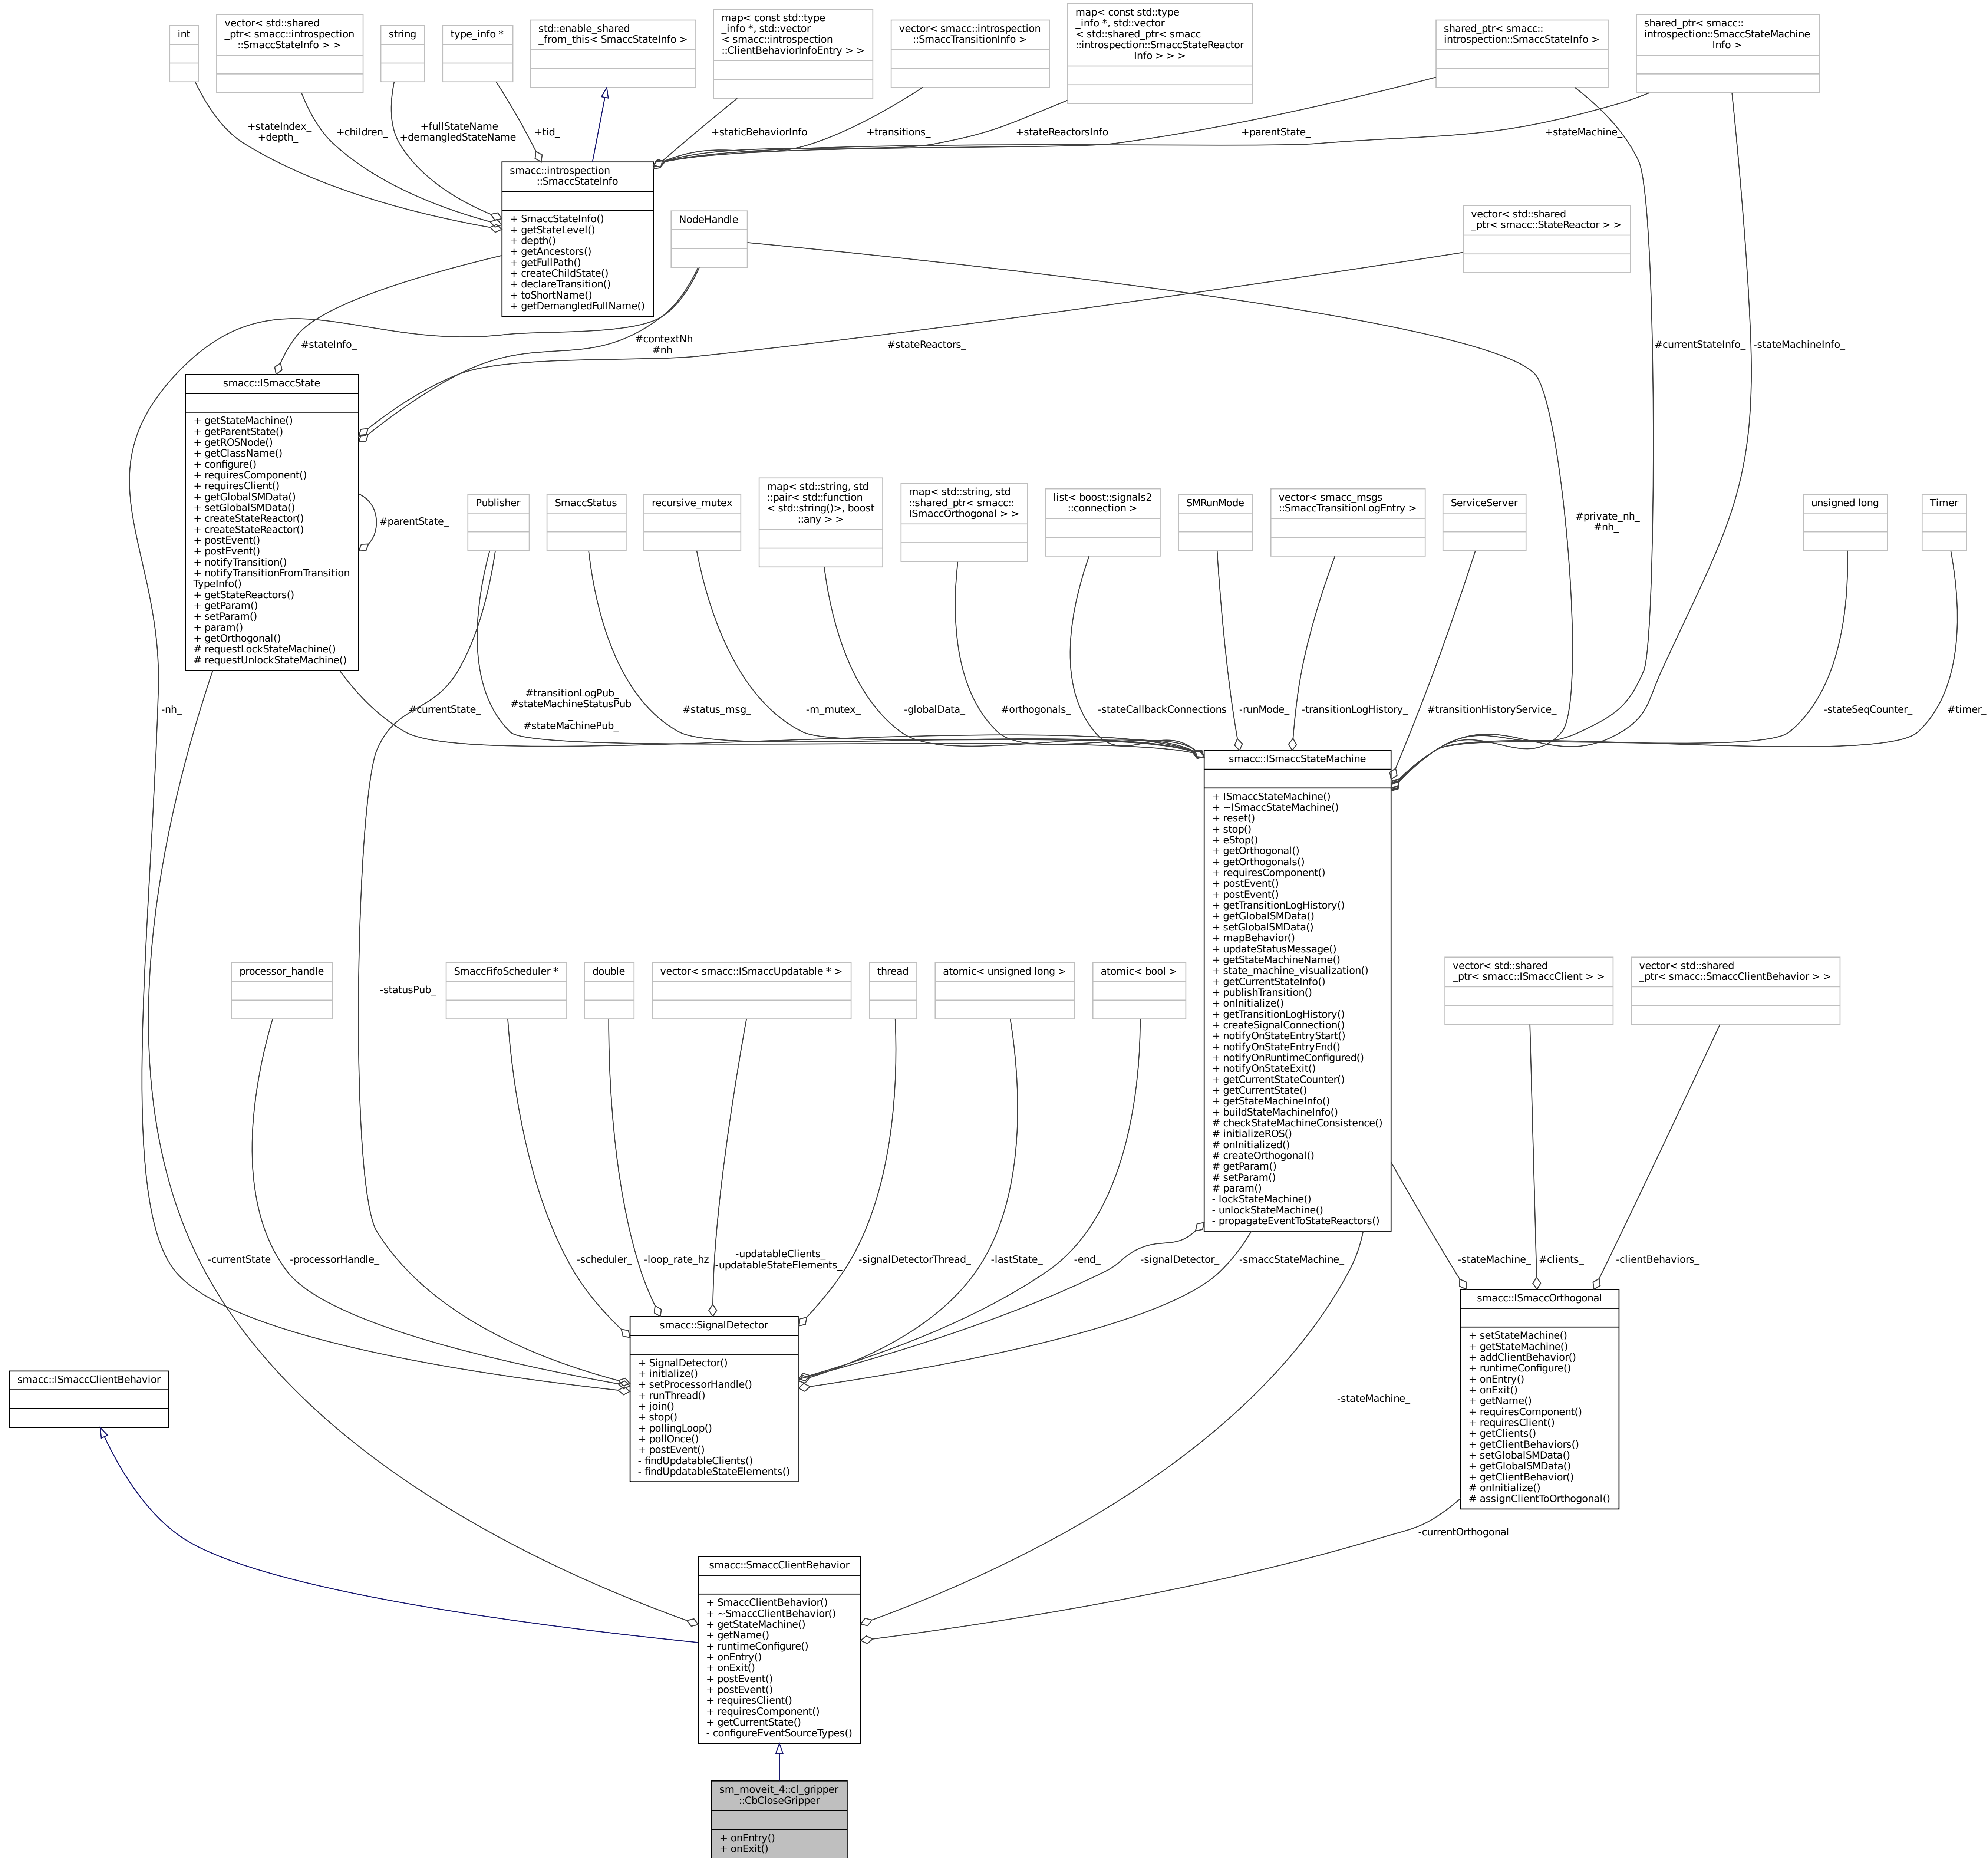 int
vector< std::shared
_ptr< smacc::introspection
::SmaccStateInfo > >
string
type_info *
std::enable_shared
_from_this< SmaccStateInfo >
map< const std::type
_info *, std::vector
< smacc::introspection
::ClientBehaviorInfoEntry > >
vector< smacc::introspection
::SmaccTransitionInfo >
map< const std::type
_info *, std::vector
< std::shared_ptr< smacc
::introspection::SmaccStateReactor
Info > > >
shared_ptr< smacc::
introspection::SmaccStateInfo >
shared_ptr< smacc::
introspection::SmaccStateMachine
Info >
+stateIndex_
+depth_
+children_
+fullStateName
+demangledStateName
+tid_
+staticBehaviorInfo
+transitions_
+stateReactorsInfo
+parentState_
+stateMachine_
smacc::introspection
::SmaccStateInfo
+ SmaccStateInfo()
+ getStateLevel()
+ depth()
+ getAncestors()
+ getFullPath()
+ createChildState()
+ declareTransition()
+ toShortName()
+ getDemangledFullName()
NodeHandle
vector< std::shared
_ptr< smacc::StateReactor > >
#stateInfo_
#contextNh
#nh
#stateReactors_
#currentStateInfo_
-stateMachineInfo_
smacc::ISmaccState
+ getStateMachine()
+ getParentState()
+ getROSNode()
+ getClassName()
+ configure()
+ requiresComponent()
+ requiresClient()
+ getGlobalSMData()
+ setGlobalSMData()
+ createStateReactor()
+ createStateReactor()
+ postEvent()
+ postEvent()
+ notifyTransition()
+ notifyTransitionFromTransition
TypeInfo()
+ getStateReactors()
+ getParam()
+ setParam()
+ param()
+ getOrthogonal()
# requestLockStateMachine()
# requestUnlockStateMachine()
#parentState_
Publisher
SmaccStatus
recursive_mutex
map< std::string, std
::pair< std::function
< std::string()>, boost
::any > >
map< std::string, std
::shared_ptr< smacc::
ISmaccOrthogonal > >
list< boost::signals2
::connection >
SMRunMode
vector< smacc_msgs
::SmaccTransitionLogEntry >
ServiceServer
#private_nh_
#nh_
unsigned long
Timer
-nh_
#currentState_
#transitionLogPub_
#stateMachineStatusPub
_
#stateMachinePub_
#status_msg_
-m_mutex_
-globalData_
#orthogonals_
-stateCallbackConnections
-runMode_
-transitionLogHistory_
#transitionHistoryService_
-stateSeqCounter_
#timer_
smacc::ISmaccStateMachine
+ ISmaccStateMachine()
+ ~ISmaccStateMachine()
+ reset()
+ stop()
+ eStop()
+ getOrthogonal()
+ getOrthogonals()
+ requiresComponent()
+ postEvent()
+ postEvent()
+ getTransitionLogHistory()
+ getGlobalSMData()
+ setGlobalSMData()
+ mapBehavior()
+ updateStatusMessage()
+ getStateMachineName()
+ state_machine_visualization()
+ getCurrentStateInfo()
+ publishTransition()
+ onInitialize()
+ getTransitionLogHistory()
+ createSignalConnection()
+ notifyOnStateEntryStart()
+ notifyOnStateEntryEnd()
+ notifyOnRuntimeConfigured()
+ notifyOnStateExit()
+ getCurrentStateCounter()
+ getCurrentState()
+ getStateMachineInfo()
+ buildStateMachineInfo()
# checkStateMachineConsistence()
# initializeROS()
# onInitialized()
# createOrthogonal()
# getParam()
# setParam()
# param()
- lockStateMachine()
- unlockStateMachine()
- propagateEventToStateReactors()
processor_handle
-statusPub_
SmaccFifoScheduler *
double
vector< smacc::ISmaccUpdatable * >
thread
atomic< unsigned long >
atomic< bool >
vector< std::shared
_ptr< smacc::ISmaccClient > >
vector< std::shared
_ptr< smacc::SmaccClientBehavior > >
-currentState
-processorHandle_
-scheduler_
-loop_rate_hz
-updatableClients_
-updatableStateElements_
-signalDetectorThread_
-lastState_
-end_
-signalDetector_
-smaccStateMachine_
-stateMachine_
#clients_
-clientBehaviors_
smacc::SignalDetector
+ SignalDetector()
+ initialize()
+ setProcessorHandle()
+ runThread()
+ join()
+ stop()
+ pollingLoop()
+ pollOnce()
+ postEvent()
- findUpdatableClients()
- findUpdatableStateElements()
smacc::ISmaccOrthogonal
+ setStateMachine()
+ getStateMachine()
+ addClientBehavior()
+ runtimeConfigure()
+ onEntry()
+ onExit()
+ getName()
+ requiresComponent()
+ requiresClient()
+ getClients()
+ getClientBehaviors()
+ setGlobalSMData()
+ getGlobalSMData()
+ getClientBehavior()
# onInitialize()
# assignClientToOrthogonal()
smacc::ISmaccClientBehavior
-stateMachine_
-currentOrthogonal
smacc::SmaccClientBehavior
+ SmaccClientBehavior()
+ ~SmaccClientBehavior()
+ getStateMachine()
+ getName()
+ runtimeConfigure()
+ onEntry()
+ onExit()
+ postEvent()
+ postEvent()
+ requiresClient()
+ requiresComponent()
+ getCurrentState()
- configureEventSourceTypes()
sm_moveit_4::cl_gripper
::CbCloseGripper
+ onEntry()
+ onExit()